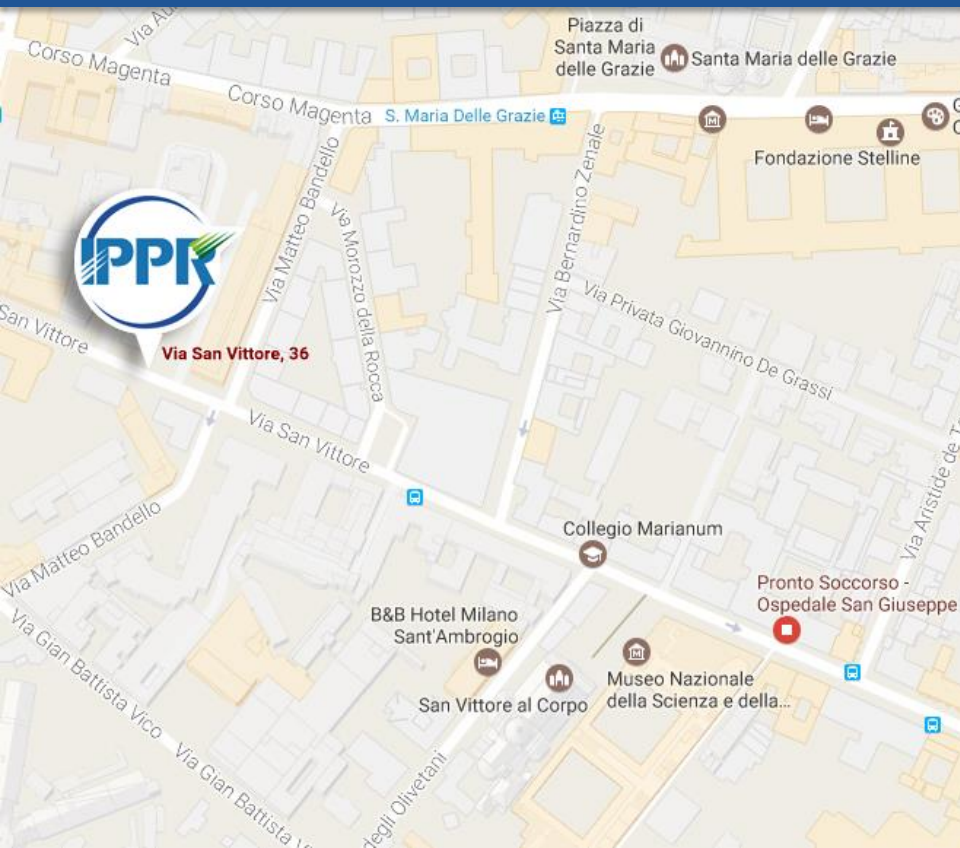 Piazza di
Santa Maria
delle Grazie
Santa Maria delle Grazie
Corso Magenta
Corso Magenta
S. Maria Delle Grazie
Fondazione Stelline
Via Matteo Bandello
Via Morozzo della Rocca
Via Bernardino Zenale
Via Privata Giovannino De Grassi
IPPR
San Vittore
Via San Vittore, 36
Via San Vittore
Via Aristide de
Via Matteo Bandello
Collegio Marianum
Pronto Soccorso -
Ospedale San Giuseppe
B&B Hotel Milano
Sant'Ambrogio
Museo Nazionale
della Scienza e della...
San Vittore al Corpo
Via Gian Battista Vico
Via Gian Battista
degli Olivetani